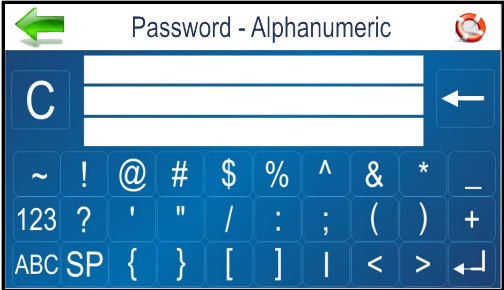 Password - Alphanumeric
C
~ ! @ # $ % ^ & * _
123 ? ' " / : ; ( ) +
ABC SP { } [ ] | < >